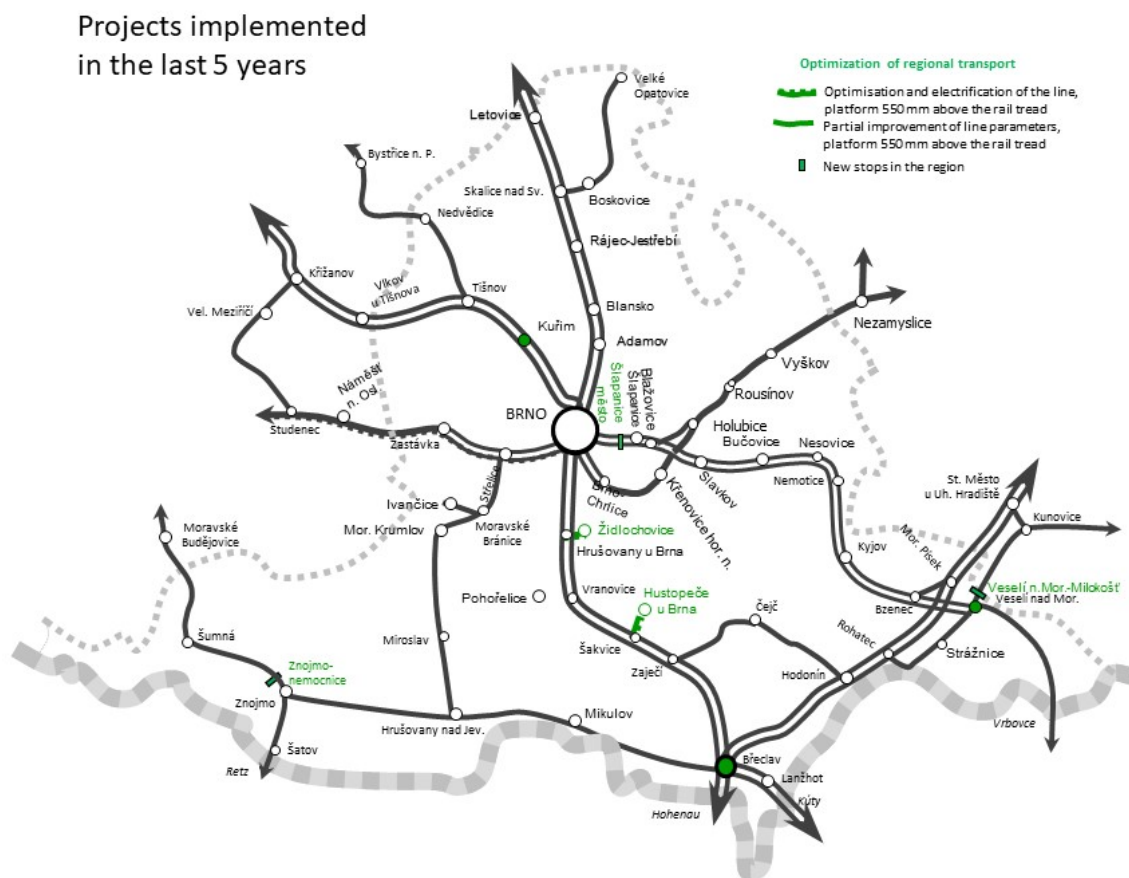 Projects implemented
in the last 5 years
Optimization of regional transport
Optimisation and electrification of the line,
platform 550 mm above the rail tread
Partial improvement of line parameters,
platform 550 mm above the rail tread
New stops in the region
Velké
Opatovice
Letovice
Bystřice n. P.
Skalice nad Sv.
Boskovice
Nedvědice
Rájec-Jestřebí
Křižanov
Vlkov
u Tišnova
Tišnov
Vel. Meziříčí
Blansko
Nezamyslice
Kuřim
Adamov
Vyškov
Náměšť
n. Osl.
Šlapanice
město
Šlapanice
Blažovice
Rousínov
BRNO
Studenec
Zastávka
Holubice
Bučovice
Nesovice
Střelice
Slavkov
Nemotice
St. Město
u Uh. Hradiště
Brno-
Chrlice
Křenovice hor. n.
Ivančice
Kunovice
Moravské
Budějovice
Mor. Krumlov
Moravské
Bránice
Židlochovice
Hrušovany u Brna
Kyjov
Mor. Písek
Pohořelice
Vranovice
Hustopeče
u Brna
Čejč
Bzenec
Veselí n. Mor.-Milokošť
Veselí nad Mor.
Šumná
Miroslav
Šakvice
Zaječí
Rohatec
Strážnice
Znojmo-
nemocnice
Hodonín
Znojmo
Hrušovany nad Jev.
Mikulov
Vrbovce
Šatov
Retz
Břeclav
Lanžhot
Hohenau
Kúty